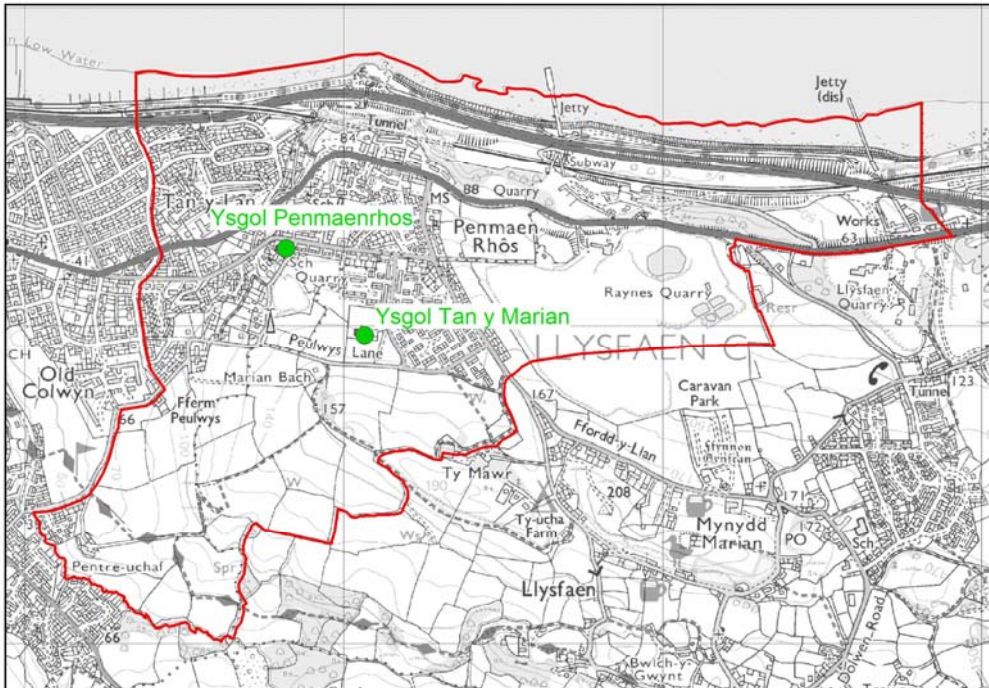 Low Water
Jetty
Jetty
(dis)
Tunnel
84
Subway
Tan-y-Lan
Sch
MS
88
Quarry
Ysgol Penmaenrhos
Penmaen
Rhôs
Works
63
41
Sch
Quarry
Raynes Quarry
Resr
Llysfaen
Quarry
Ysgol Tan y Marian
Peulwys
Lane
LLYSFAEN C
CH
Old
Colwyn
Marian Bach
157
W
167
Caravan
Park
123
Tunnel
66
Fferm
Peulwys
Ffordd-y-Llan
Ffynnon
Ty Mawr
190
208
171
W
Ty-ucha
Farm
Mynydd
Marian
172
PO
Sch
Pentre-uchaf
Spr
Llysfaen
170
66
Dolwen Road
Bwlch-y-
Gwynt